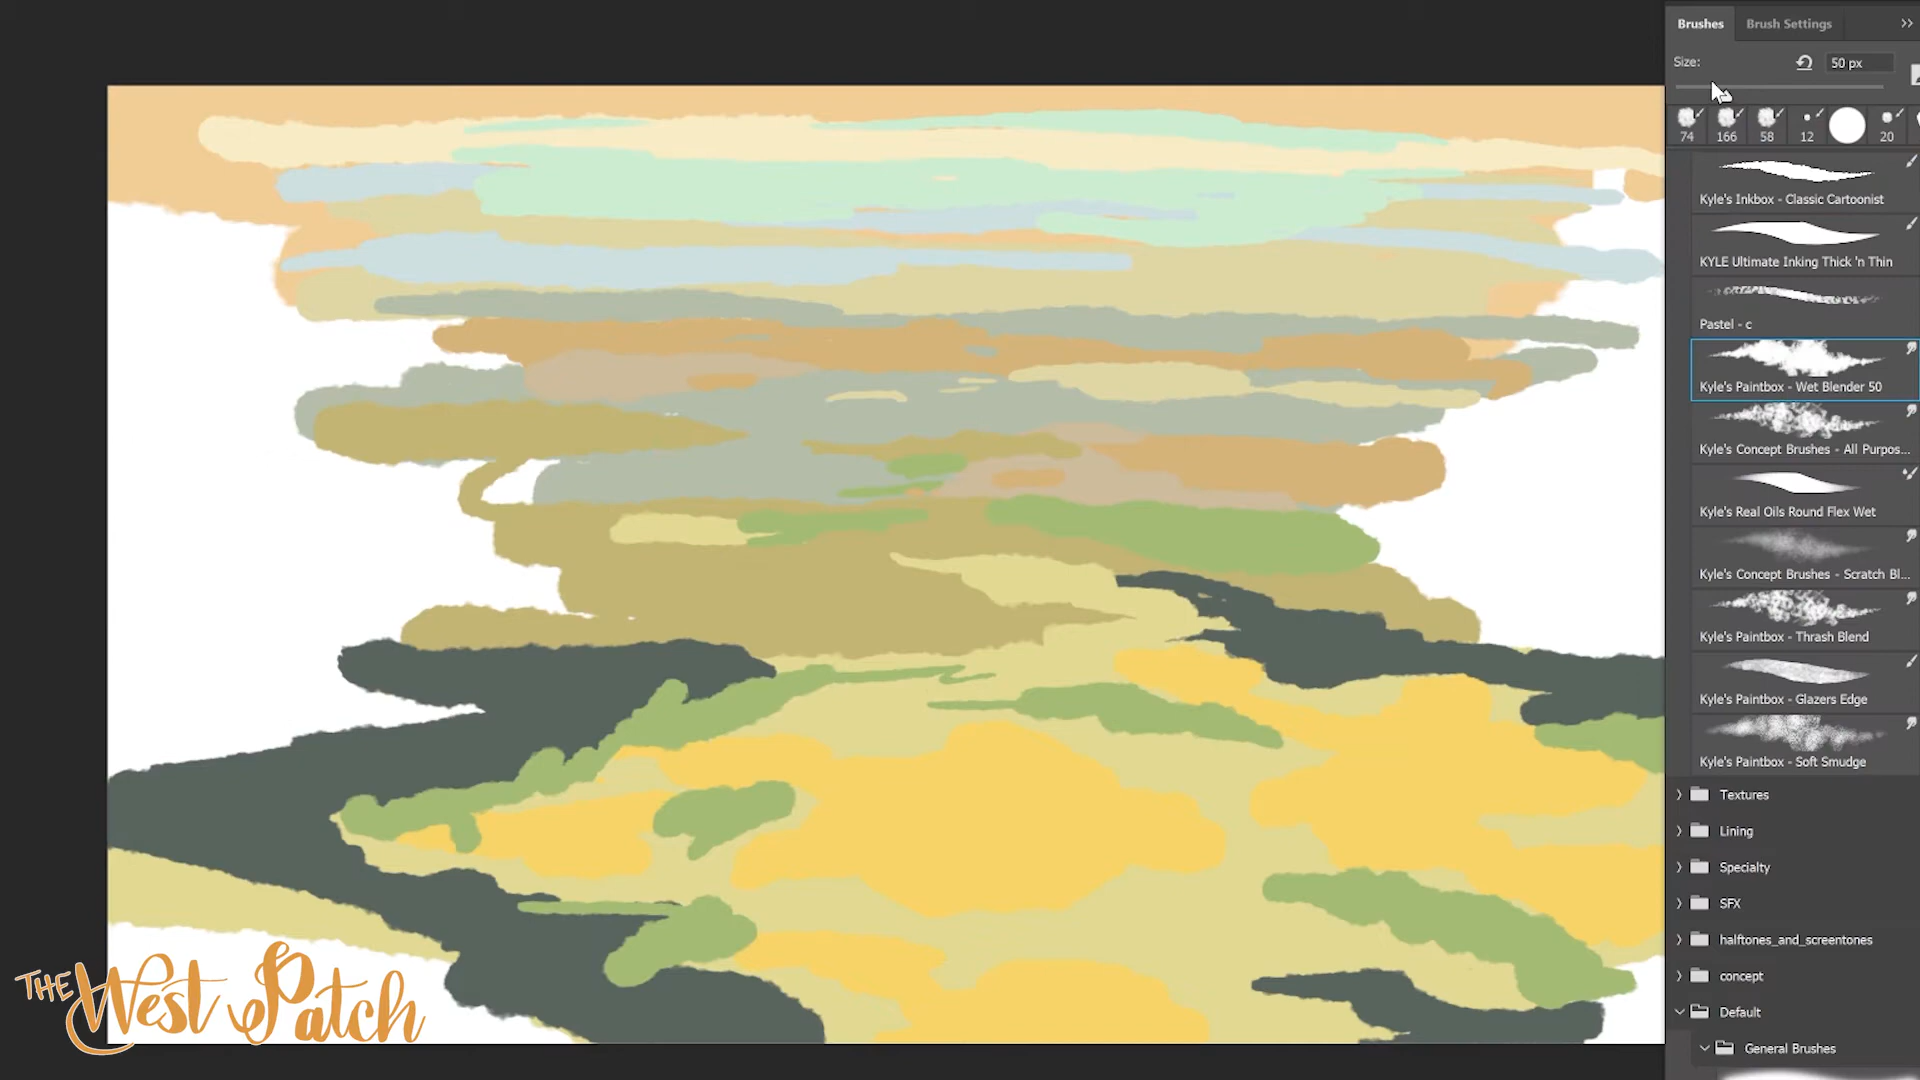 Brushes Brush Settings
Size: 50 px
74 166 58 12 20
Kyle's Inkbox - Classic Cartoonist
KYLE Ultimate Inking Thick 'n Thin
Pastel - c
Kyle's Paintbox - Wet Blender 50
Kyle's Concept Brushes - All Purpos...
Kyle's Real Oils Round Flex Wet
Kyle's Concept Brushes - Scratch Bl...
Kyle's Paintbox - Thrash Blend
Kyle's Paintbox - Glazers Edge
Kyle's Paintbox - Soft Smudge
Textures
Lining
Specialty
SFX
halftones_and_screentones
concept
Default
General Brushes
THE West Patch